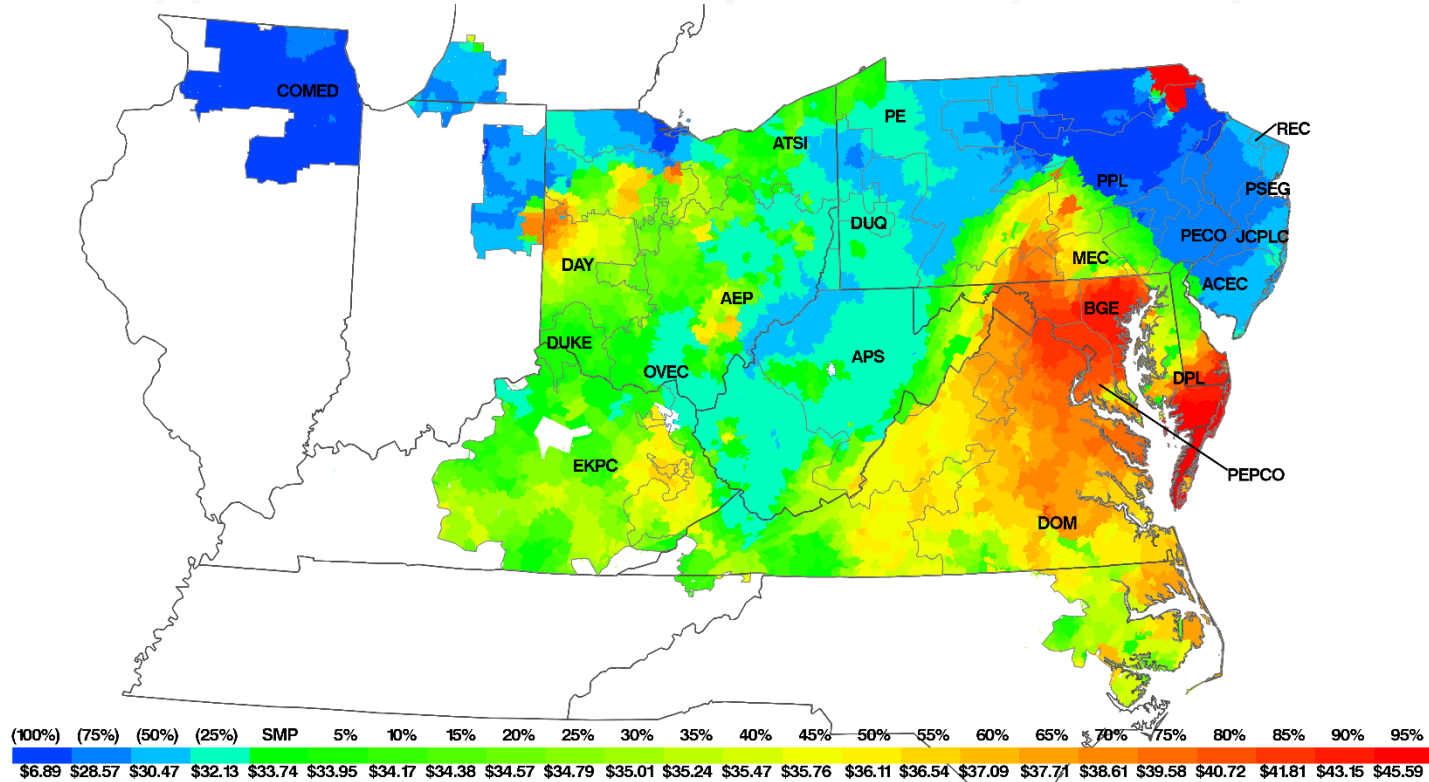 COMED
REC
PE
ATSI
PPL
PSEG
DUQ
PECO JCPLC
MEC
DAY
ACEC
AEP
BGE
DUKE
APS
OVEC
DPL
EKPC
PEPCO
DOM
(100%) (75%) (50%) (25%) SMP 5% 10% 15% 20% 25% 30% 35% 40% 45% 50% 55% 60% 65% 70% 75% 80% 85% 90% 95%
$6.89 $28.57 $30.47 $32.13 $33.74 $33.95 $34.17 $34.38 $34.57 $34.79 $35.01 $35.24 $35.47 $35.76 $36.11 $36.54 $37.09 $37.71 $38.61 $39.58 $40.72 $41.81 $43.15 $45.59